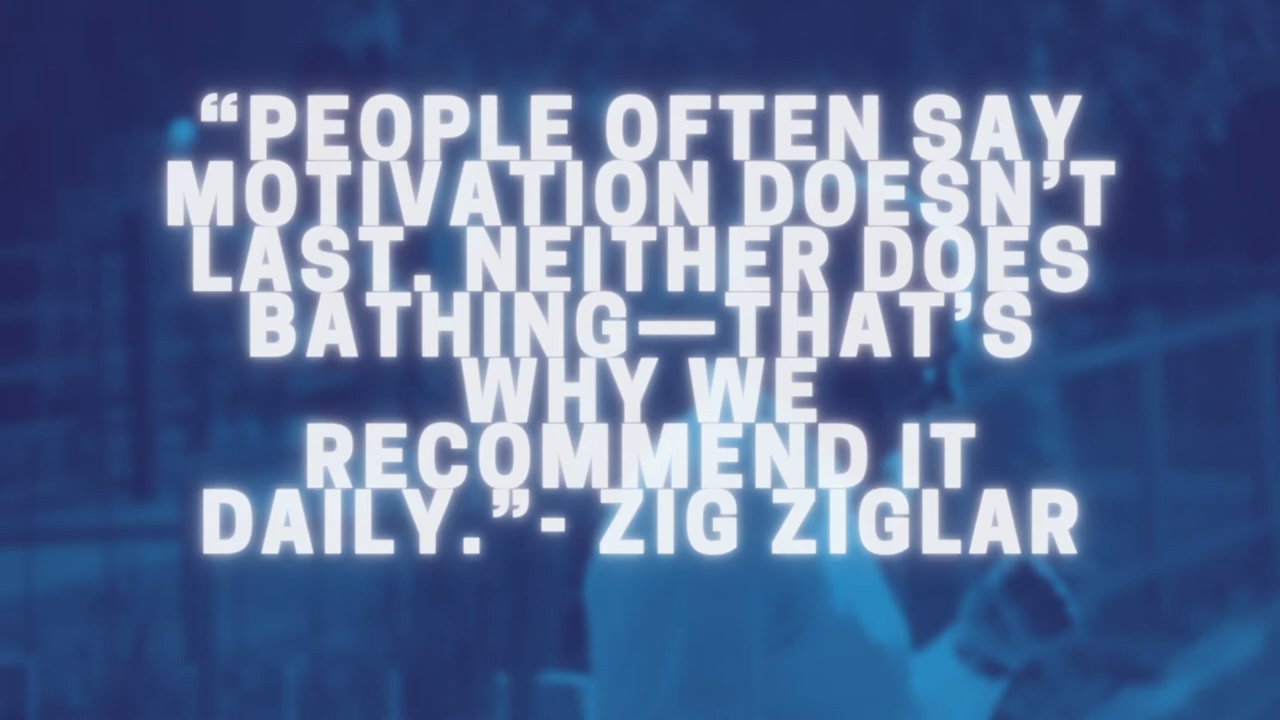 “PEOPLE OFTEN SAY
MOTIVATION DOESN’T
LAST. NEITHER DOES
BATHING—THAT’S
WHY WE
RECOMMEND IT
DAILY.”- ZIG ZIGLAR